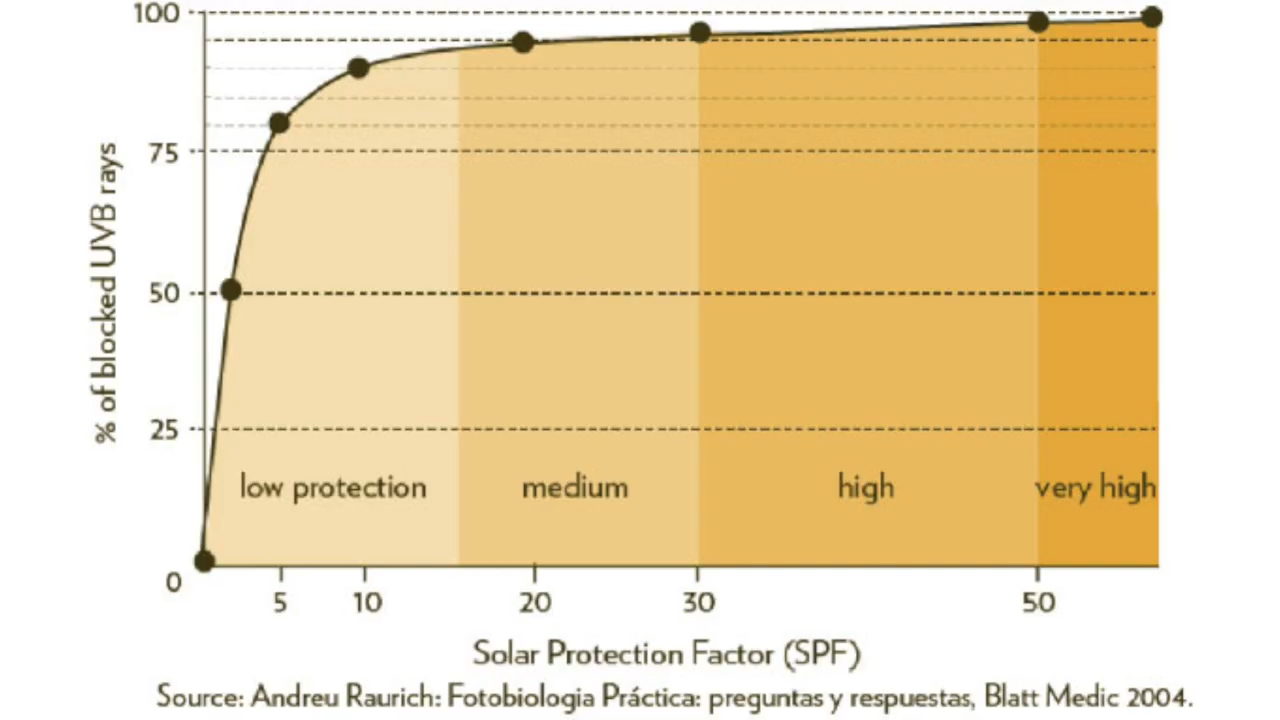 100
75
50
25
0
% of blocked UVB rays
low protection
medium
high
very high
5
10
20
30
50
Solar Protection Factor (SPF)
Source: Andreu Raurich: Fotobiologia Práctica: preguntas y respuestas, Blatt Medic 2004.